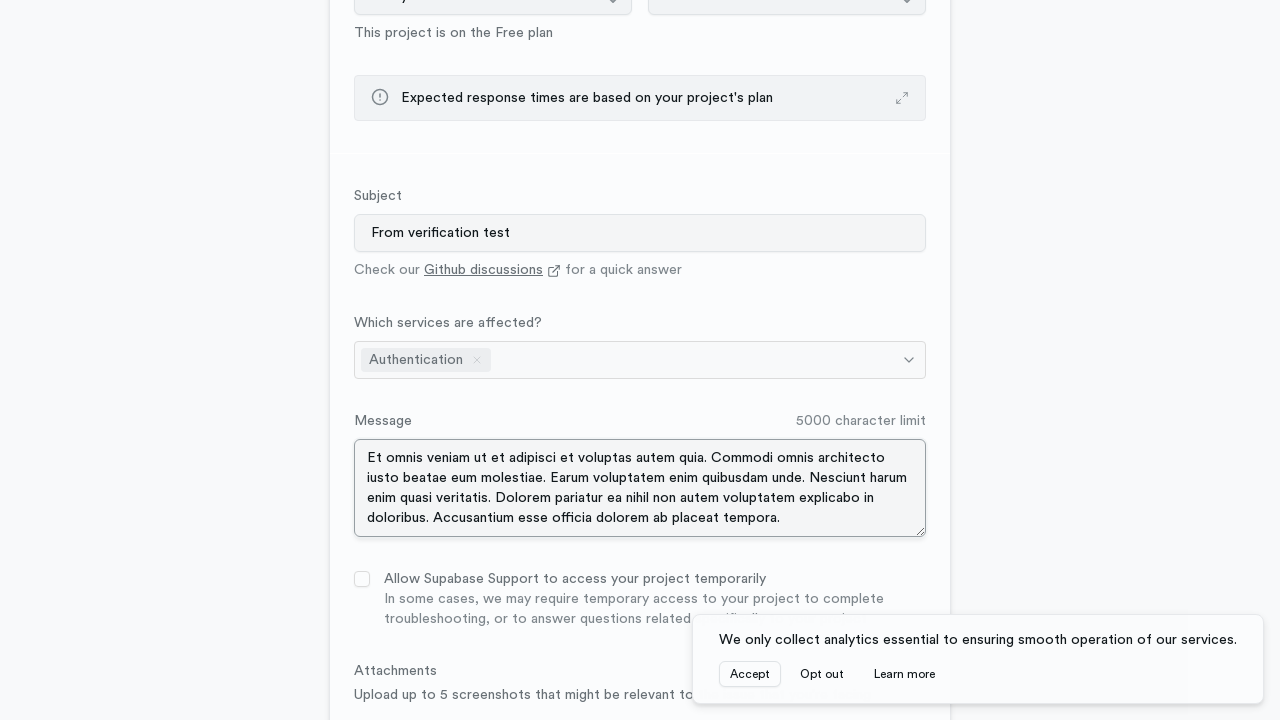 This project is on the Free plan
Expected response times are based on your project's plan
Subject
From verification test
Check our Github discussions for a quick answer
Which services are affected?
Authentication
Message
5000 character limit
Et omnis veniam ut et adipisci et voluptas autem quia. Commodi omnis architecto
iusto beatae eum molestiae. Earum voluptatem enim quibusdam unde. Nesciunt harum
enim quasi veritatis. Dolorem pariatur ea nihil non autem voluptatem explicabo in
doloribus. Accusantium esse officia dolorem ab placeat tempora.
Allow Supabase Support to access your project temporarily
In some cases, we may require temporary access to your project to complete
troubleshooting, or to answer questions related
Attachments
Upload up to 5 screenshots that might be relevant to
We only collect analytics essential to ensuring smooth operation of our services.
Accept
Opt out
Learn more